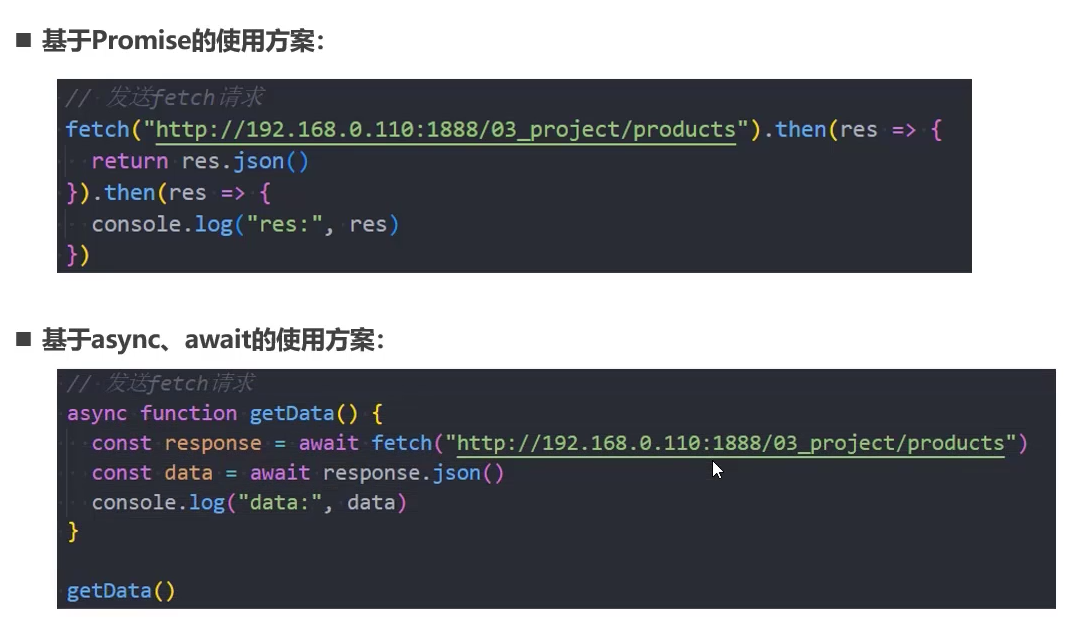 ■ 基于Promise的使用方案：
// 发送fetch请求
fetch("http://192.168.0.110:1888/03_project/products").then(res => {
  return res.json()
}).then(res => {
  console.log("res:", res)
})
■ 基于async、await的使用方案：
// 发送fetch请求
async function getData() {
  const response = await fetch("http://192.168.0.110:1888/03_project/products")
  const data = await response.json()
  console.log("data:", data)
}
getData()